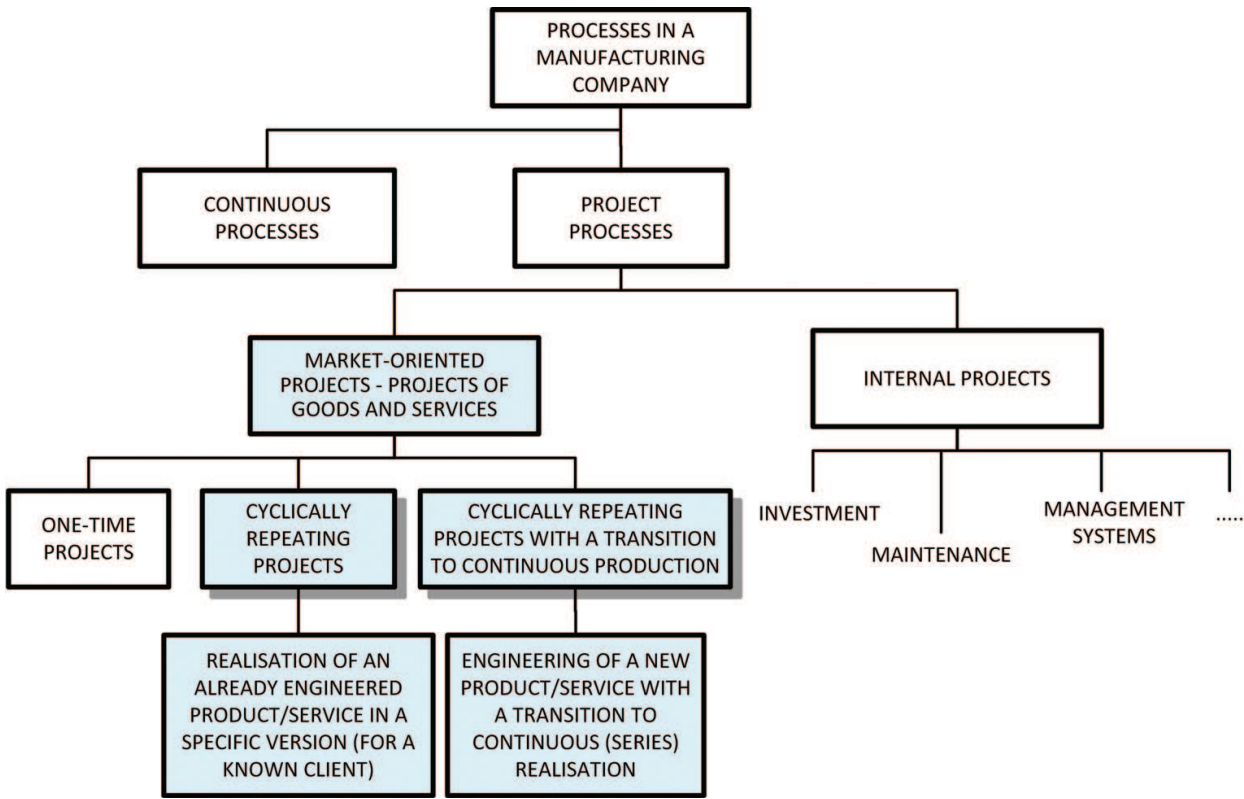 PROCESSES IN A
MANUFACTURING
COMPANY
CONTINUOUS
PROCESSES
PROJECT
PROCESSES
MARKET-ORIENTED
PROJECTS - PROJECTS OF
GOODS AND SERVICES
INTERNAL PROJECTS
ONE-TIME
PROJECTS
CYCLICALLY
REPEATING
PROJECTS
CYCLICALLY REPEATING
PROJECTS WITH A TRANSITION
TO CONTINUOUS PRODUCTION
INVESTMENT
MAINTENANCE
MANAGEMENT
SYSTEMS
.....
REALISATION OF AN
ALREADY ENGINEERED
PRODUCT/SERVICE IN A
SPECIFIC VERSION (FOR A
KNOWN CLIENT)
ENGINEERING OF A NEW
PRODUCT/SERVICE WITH
A TRANSITION TO
CONTINUOUS (SERIES)
REALISATION